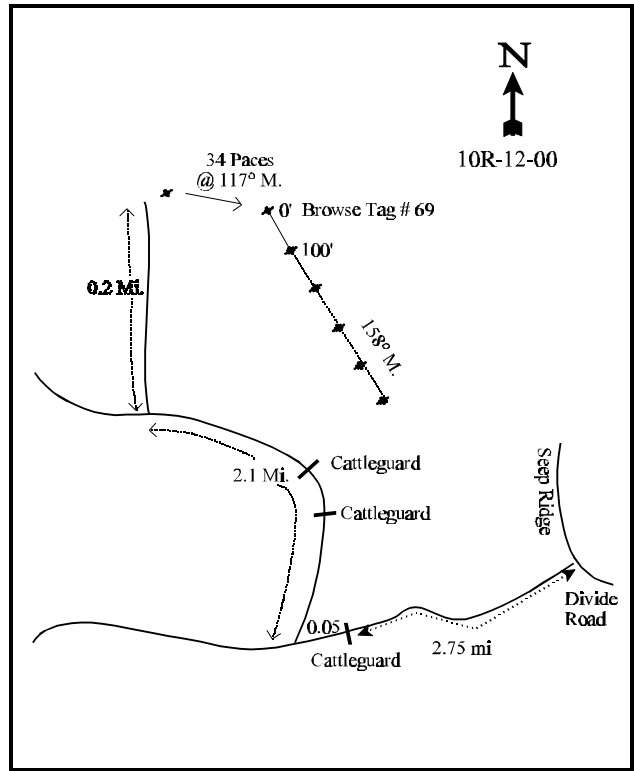 N
10R-12-00
34 Paces
@ 117° M.
0' Browse Tag # 69
100'
0.2 Mi.
158° M.
Cattleguard
2.1 Mi.
Cattleguard
Seep Ridge
Divide
Road
0.05
2.75 mi
Cattleguard